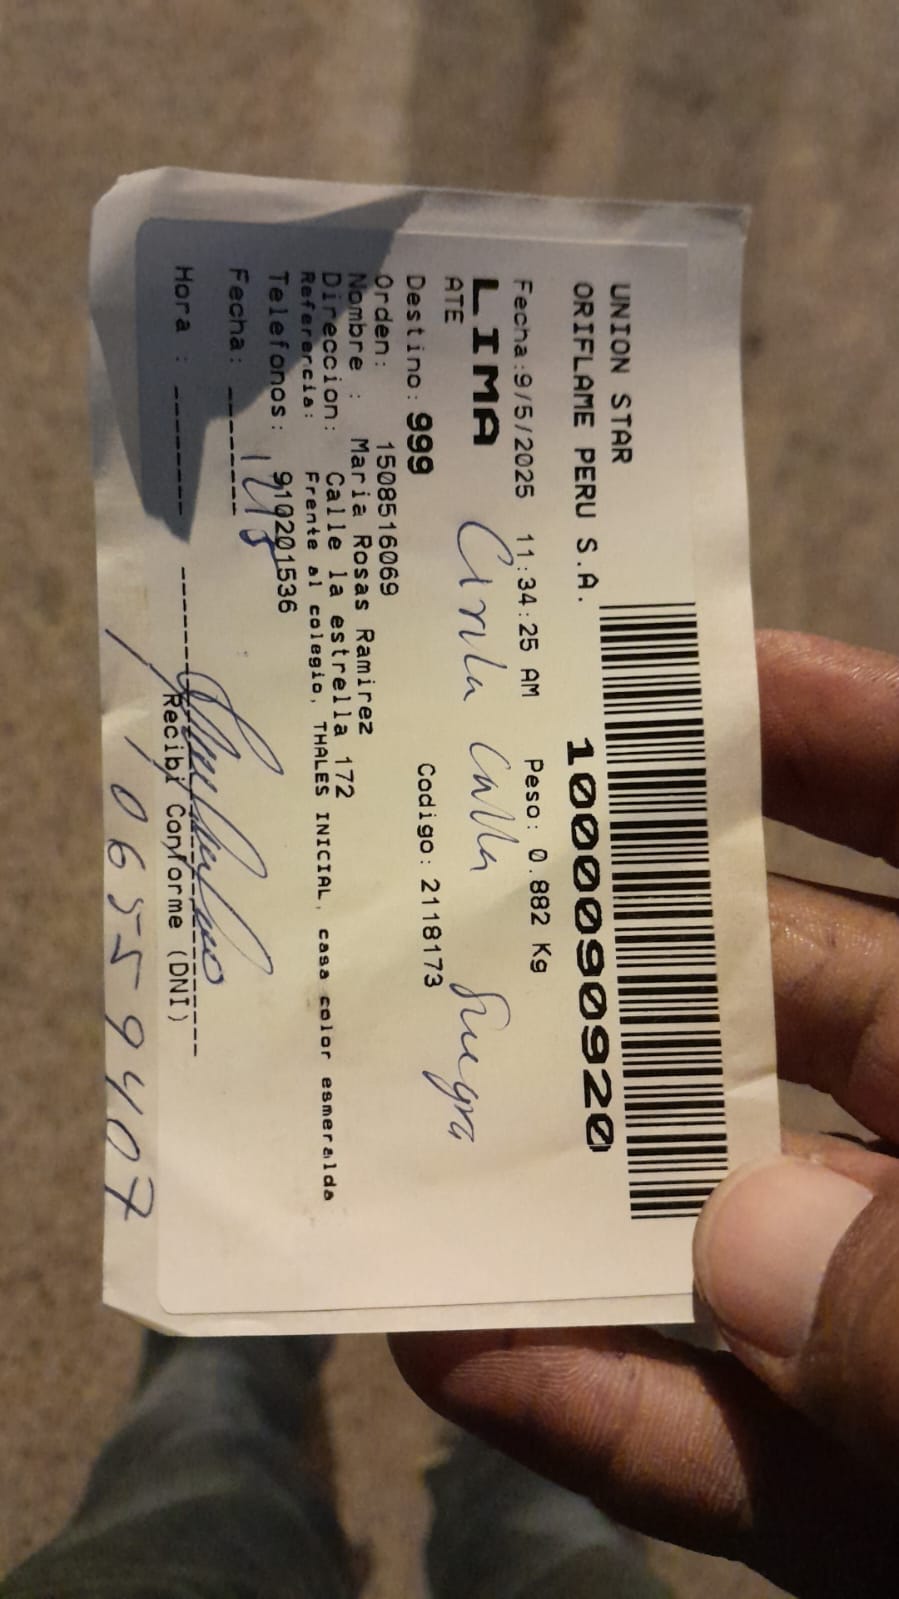 UNION STAR
ORIFLAME PERU S.A.
10000090920
Fecha:9/5/2025 11:34:25 AM Peso: 0.882 Kg
LIMA
ATE
Calla Suegra
Destino: 999 Codigo: 2118173
Orden: 1508516069
Nombre : Maria Rosas Ramirez
Direccion: Calle la estrella 172
Referencia: Frente al colegio, THALES INICIAL, casa color esmeralda
Telefonos: 910201536
Fecha: --------
Hora : --------
Recibi Conforme (DNI)